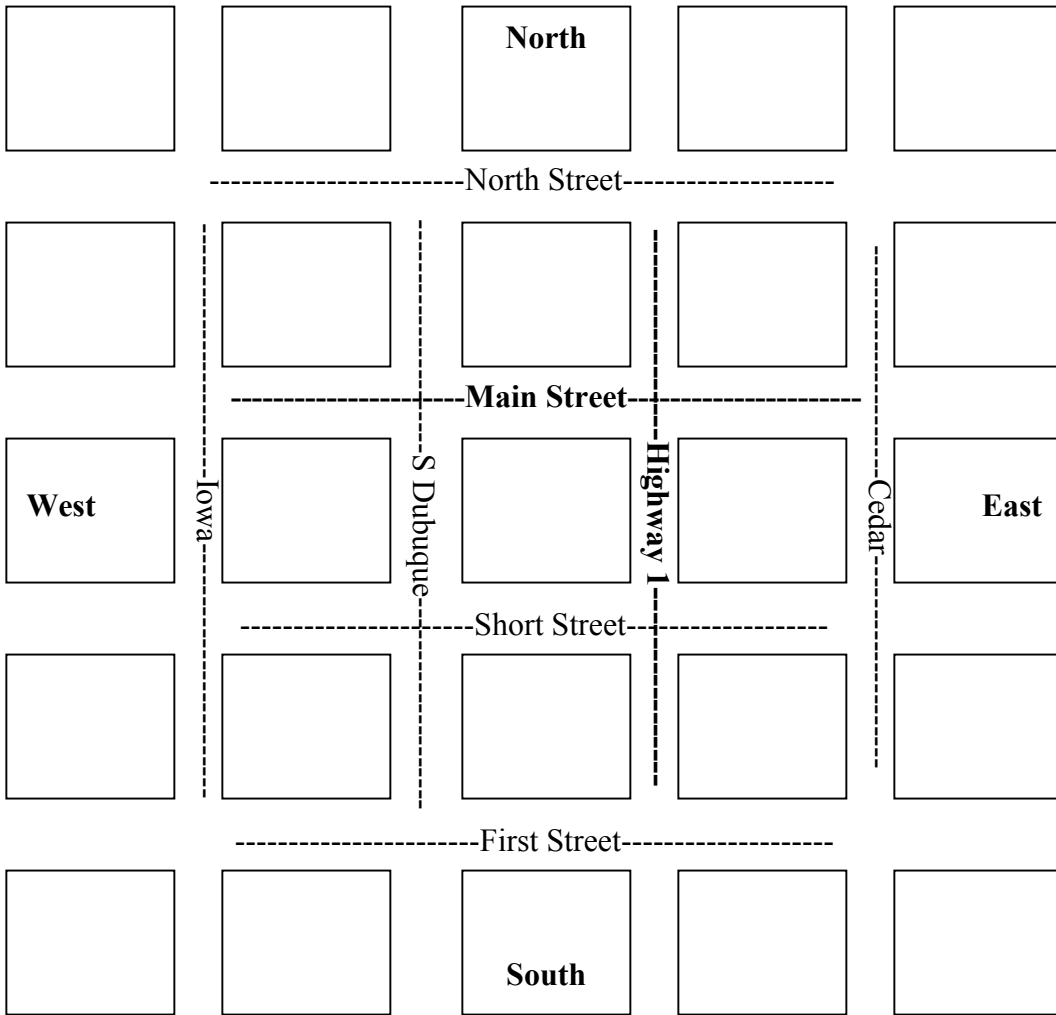 North
North Street
Main Street
West
Iowa
S Dubuque
Highway 1
Cedar
East
Short Street
First Street
South